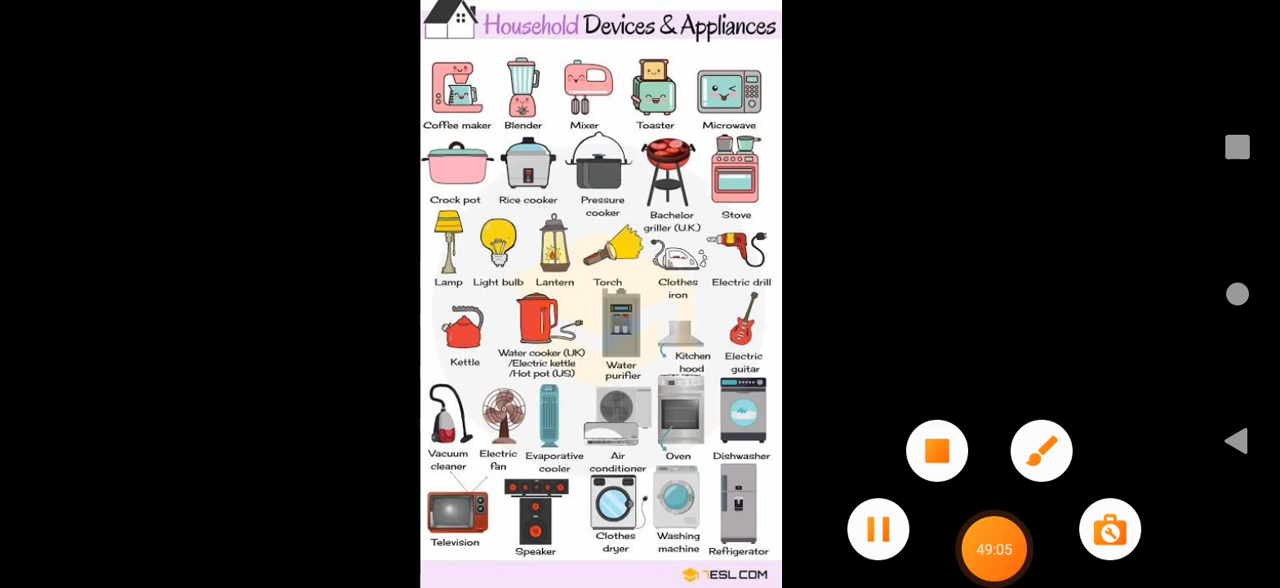 Household Devices & Appliances
Coffee maker Blender Mixer Toaster Microwave
Crock pot Rice cooker Pressure cooker Bachelor griller (U.K.) Stove
Lamp Light bulb Lantern Torch Clothes iron Electric drill
Kettle Water cooker (UK) /Electric kettle /Hot pot (US) Water purifier Kitchen hood Electric guitar
Vacuum cleaner Electric fan Evaporative cooler Air conditioner Oven Dishwasher
Television Speaker Clothes dryer Washing machine Refrigerator
7ESL.COM
49:05